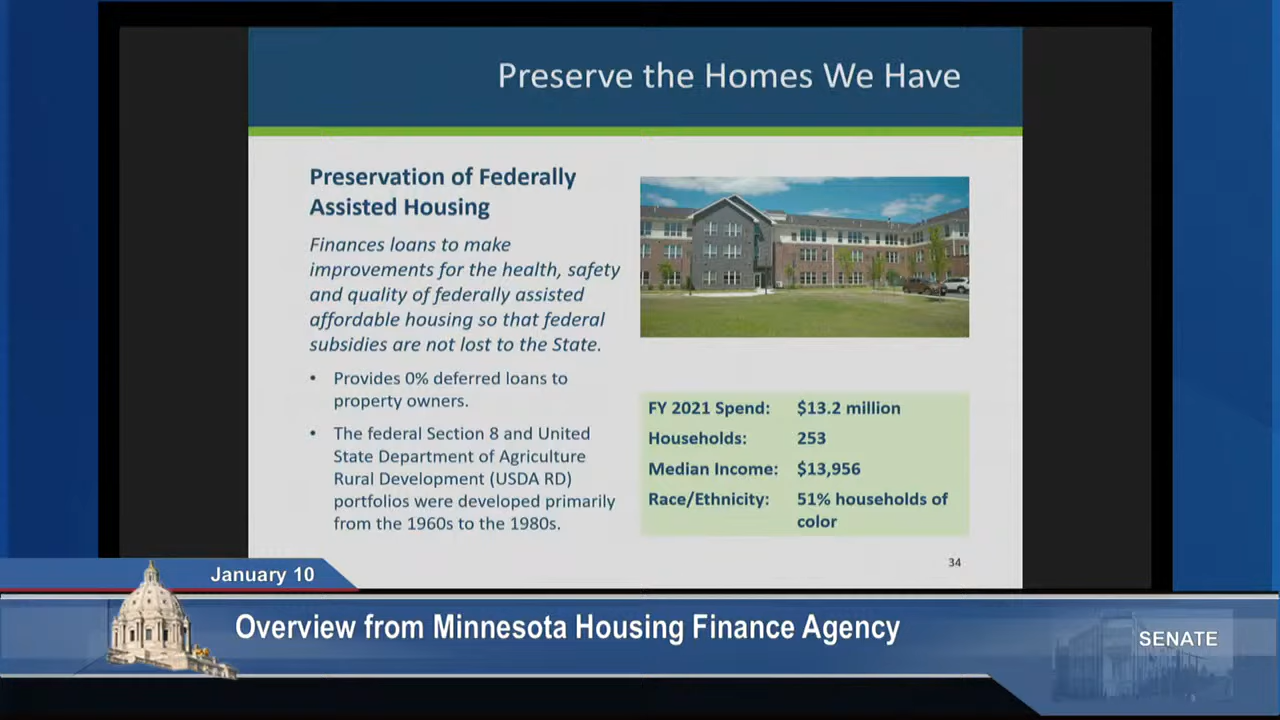 Preserve the Homes We Have
Preservation of Federally
Assisted Housing
Finances loans to make
improvements for the health, safety
and quality of federally assisted
affordable housing so that federal
subsidies are not lost to the State.
• Provides 0% deferred loans to
property owners.
• The federal Section 8 and United
State Department of Agriculture
Rural Development (USDA RD)
portfolios were developed primarily
from the 1960s to the 1980s.
FY 2021 Spend: $13.2 million
Households: 253
Median Income: $13,956
Race/Ethnicity: 51% households of
color
34
January 10
Overview from Minnesota Housing Finance Agency
SENATE